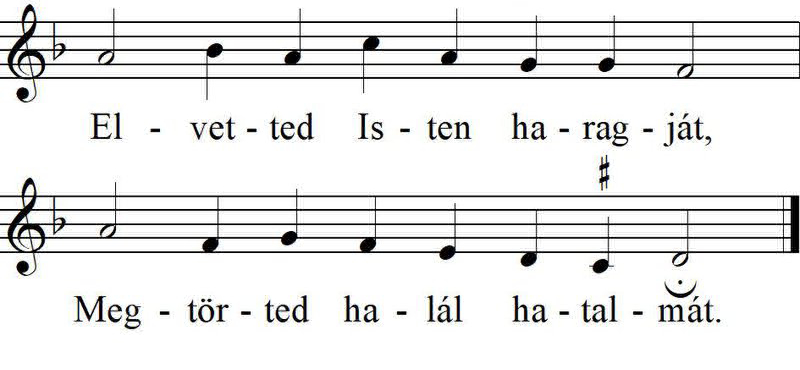 El - vet - ted Is - ten ha - rag - ját,
Meg - tör - ted ha - lál ha - tal - mát.